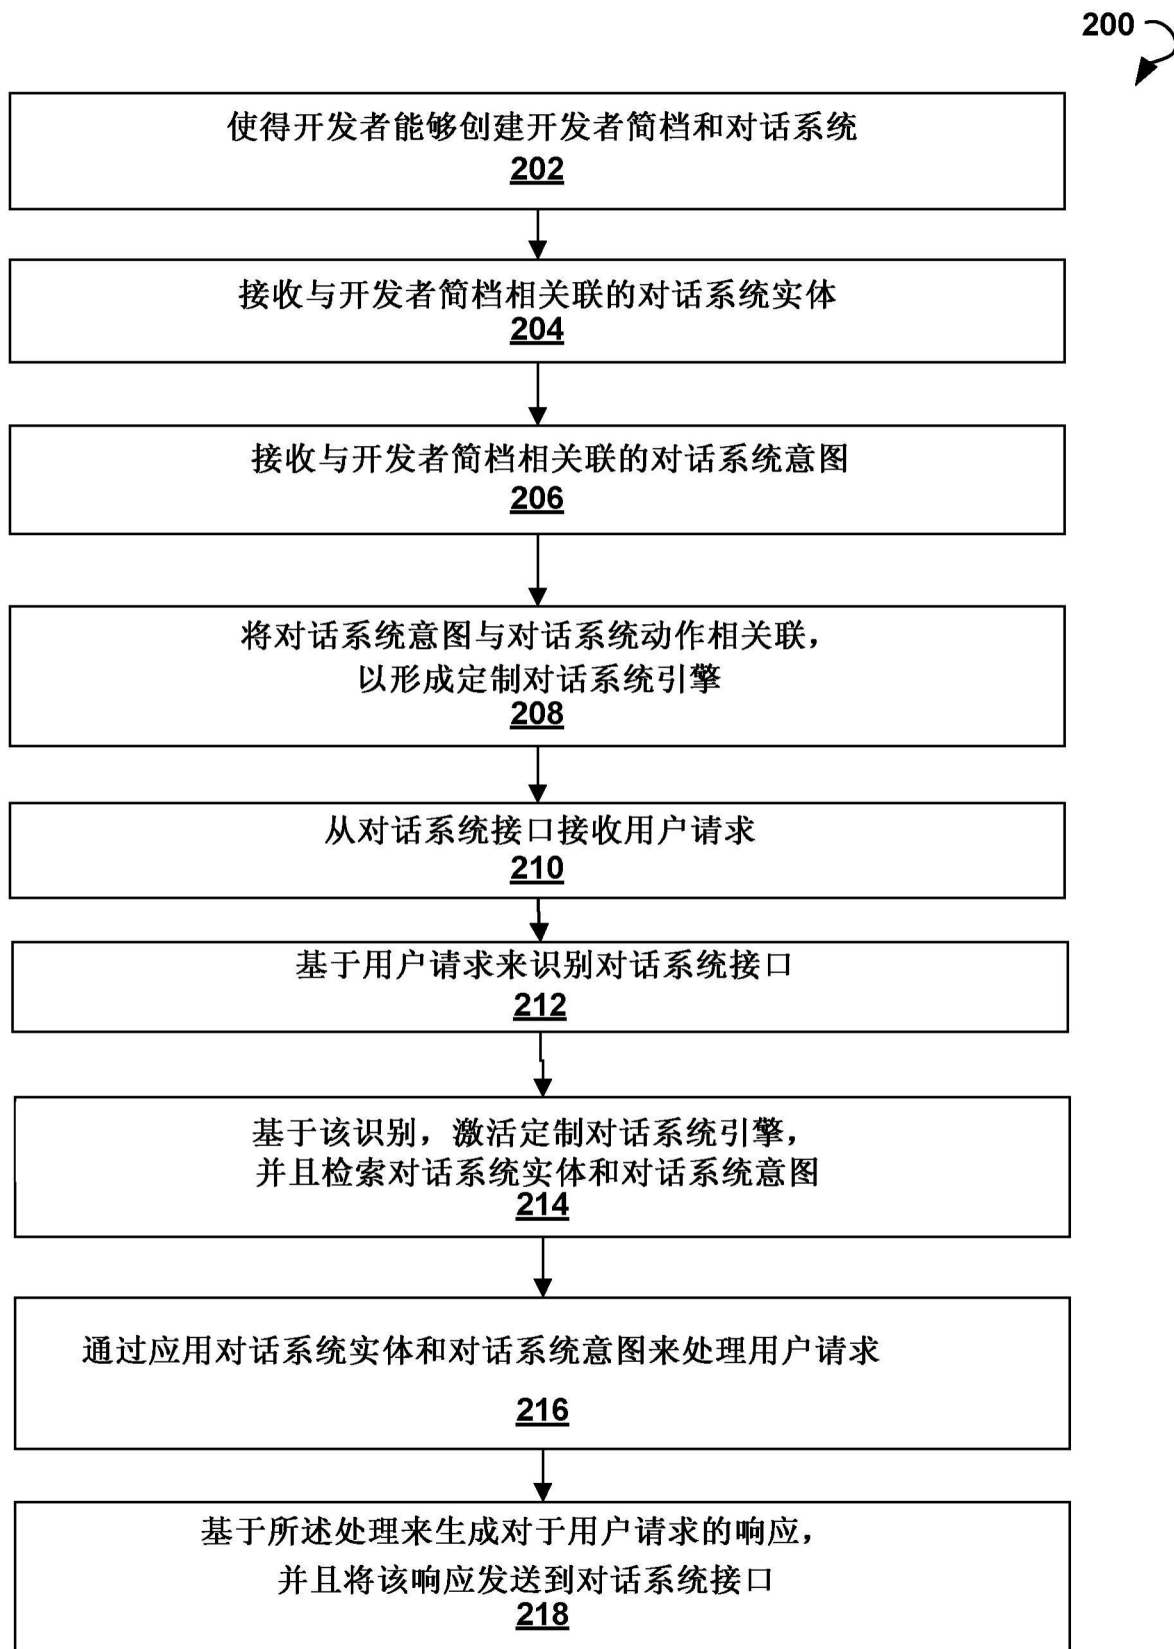 200
使得开发者能够创建开发者简档和对话系统
202
接收与开发者简档相关联的对话系统实体
204
接收与开发者简档相关联的对话系统意图
206
将对话系统意图与对话系统动作相关联，
以形成定制对话系统引擎
208
从对话系统接口接收用户请求
210
基于用户请求来识别对话系统接口
212
基于该识别，激活定制对话系统引擎，
并且检索对话系统实体和对话系统意图
214
通过应用对话系统实体和对话系统意图来处理用户请求
216
基于所述处理来生成对于用户请求的响应，
并且将该响应发送到对话系统接口
218